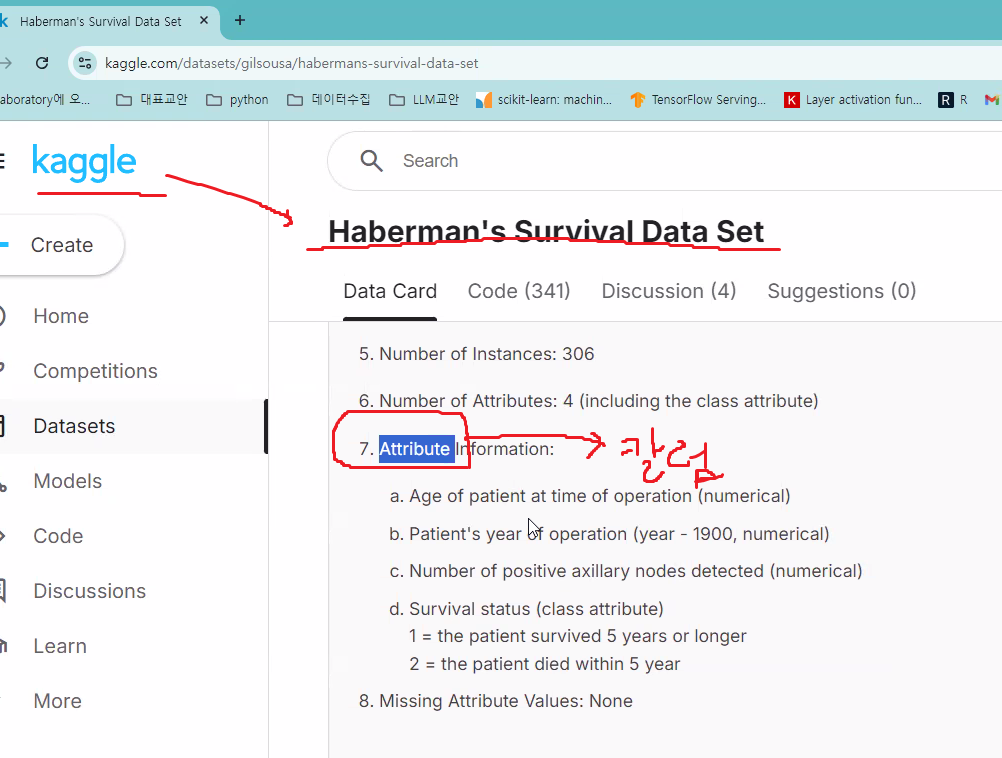 Haberman's Survival Data Set
kaggle.com/datasets/gilsousa/habermans-survival-data-set
aboratory에 오...
대표교안
python
데이터수집
LLM교안
scikit-learn: machin...
TensorFlow Serving...
K
Layer activation fun...
R
R
kaggle
Search
Create
Home
Competitions
Datasets
Models
Code
Discussions
Learn
More
Haberman's Survival Data Set
Data Card
Code (341)
Discussion (4)
Suggestions (0)
5. Number of Instances: 306
6. Number of Attributes: 4 (including the class attribute)
7. Attribute Information:
칼럼
a. Age of patient at time of operation (numerical)
b. Patient's year of operation (year - 1900, numerical)
c. Number of positive axillary nodes detected (numerical)
d. Survival status (class attribute)
1 = the patient survived 5 years or longer
2 = the patient died within 5 year
8. Missing Attribute Values: None